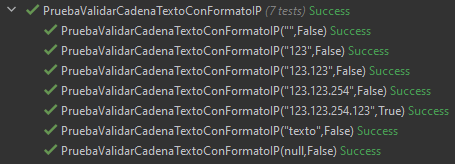 PruebaValidarCadenaTextoConFormatoIP (7 tests) Success
PruebaValidarCadenaTextoConFormatoIP("",False) Success
PruebaValidarCadenaTextoConFormatoIP("123",False) Success
PruebaValidarCadenaTextoConFormatoIP("123.123",False) Success
PruebaValidarCadenaTextoConFormatoIP("123.123.254",False) Success
PruebaValidarCadenaTextoConFormatoIP("123.123.254.123",True) Success
PruebaValidarCadenaTextoConFormatoIP("texto",False) Success
PruebaValidarCadenaTextoConFormatoIP(null,False) Success